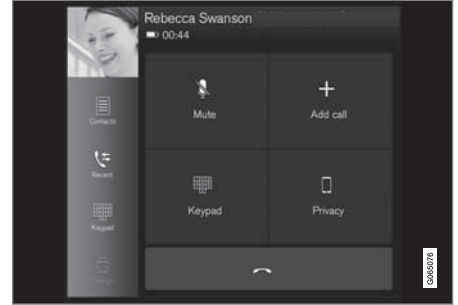 Rebecca Swanson
00:44
Contacts
Mute
Add call
Recent
Keypad
Keypad
Privacy
G065076